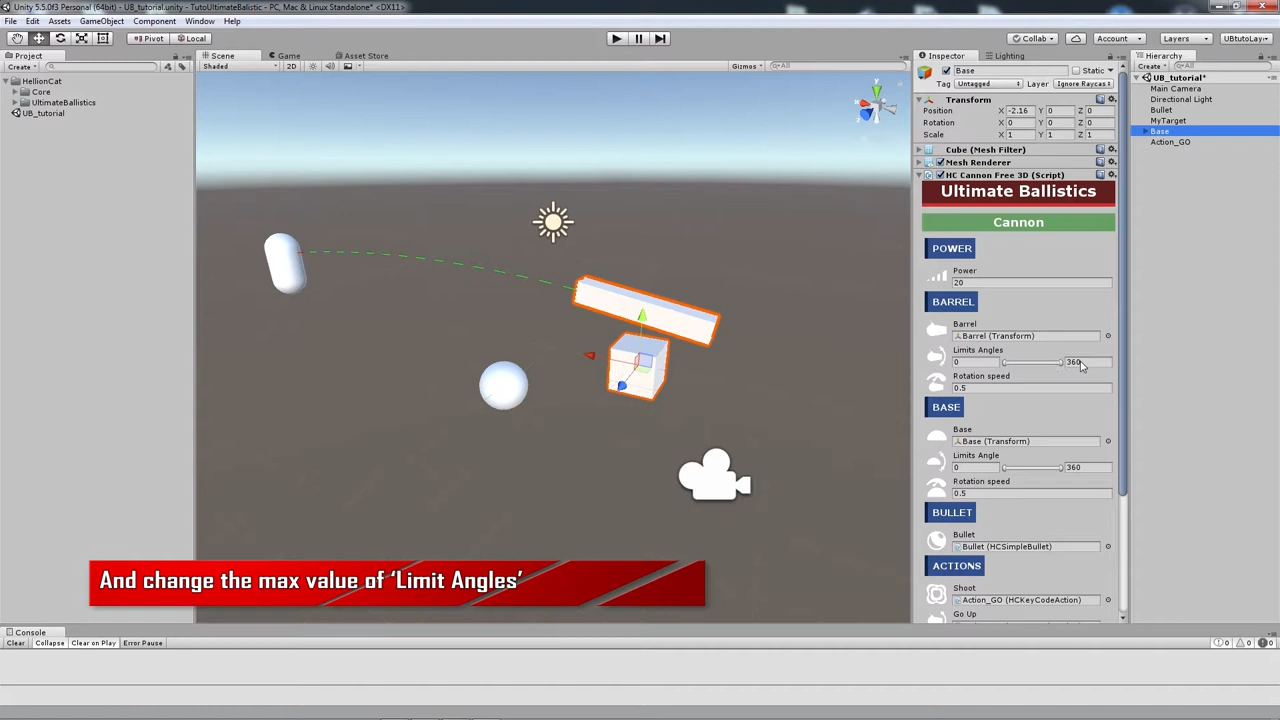 Unity 5.5.0f3 Personal (64bit) - UB_tutorial.unity - TutoUltimateBalistic - PC, Mac & Linux Standalone* <DX11>
File Edit Assets GameObject Component Window Help
Pivot Local Collab Account Layers UBtutoLay
Project Scene Game Asset Store Inspector Lighting Hierarchy
Create Shaded 2D Gizmos All Base Static Create All
HellionCat
Core
UltimateBallistics
UB_tutorial
Tag Untagged Layer Ignore Raycas
Transform
Position X -2.16 Y 0 Z 0
Rotation X 0 Y 0 Z 0
Scale X 1 Y 1 Z 1
Cube (Mesh Filter)
Mesh Renderer
HC Cannon Free 3D (Script)
Ultimate Ballistics
Cannon
POWER
Power
20
BARREL
Barrel
Barrel (Transform)
Limits Angles
0 360
Rotation speed
0.5
BASE
Base
Base (Transform)
Limits Angle
0 360
Rotation speed
0.5
BULLET
Bullet
Bullet (HCSimpleBullet)
ACTIONS
Shoot
Action_GO (HCKeyCodeAction)
Go Up
UB_tutorial*
Main Camera
Directional Light
Bullet
MyTarget
Base
Action_GO
x
y
And change the max value of ‘Limit Angles’
Console
Clear Collapse Clear on Play Error Pause 0 0 0